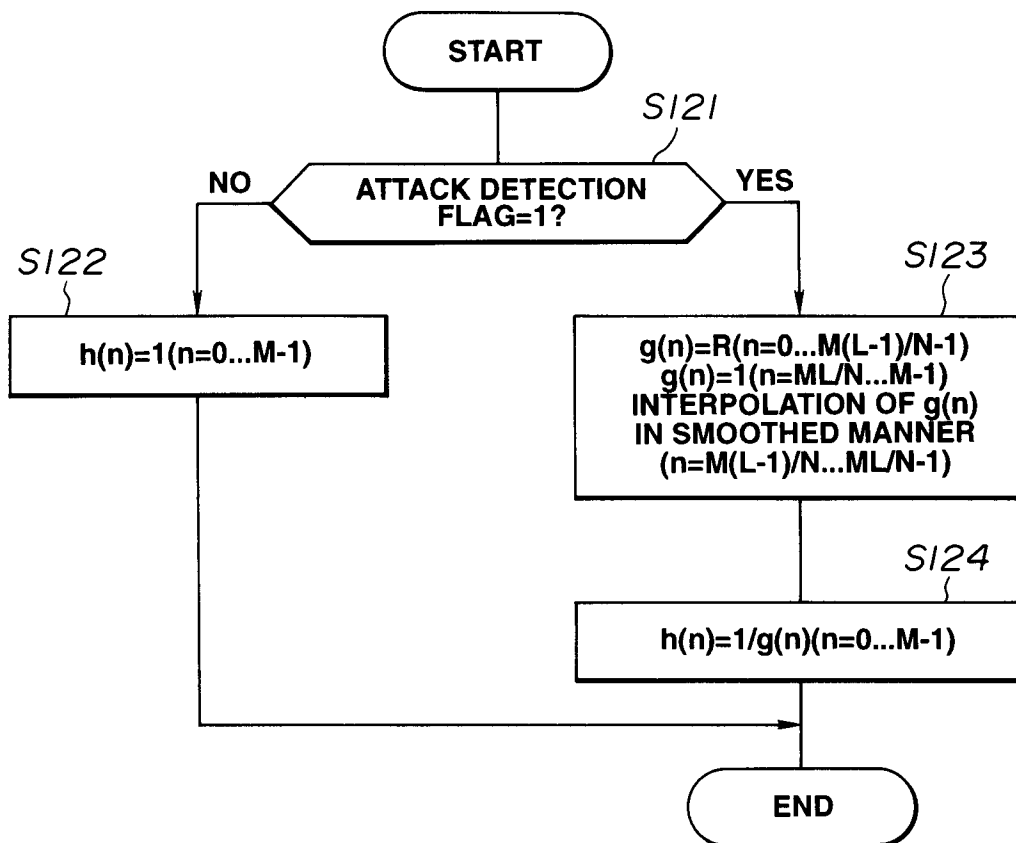 START
S121
NO
ATTACK DETECTION
FLAG=1?
YES
S122
h(n)=1(n=0...M-1)
S123
g(n)=R(n=0...M(L-1)/N-1)
g(n)=1(n=ML/N...M-1)
INTERPOLATION OF g(n)
IN SMOOTHED MANNER
(n=M(L-1)/N...ML/N-1)
S124
h(n)=1/g(n)(n=0...M-1)
END